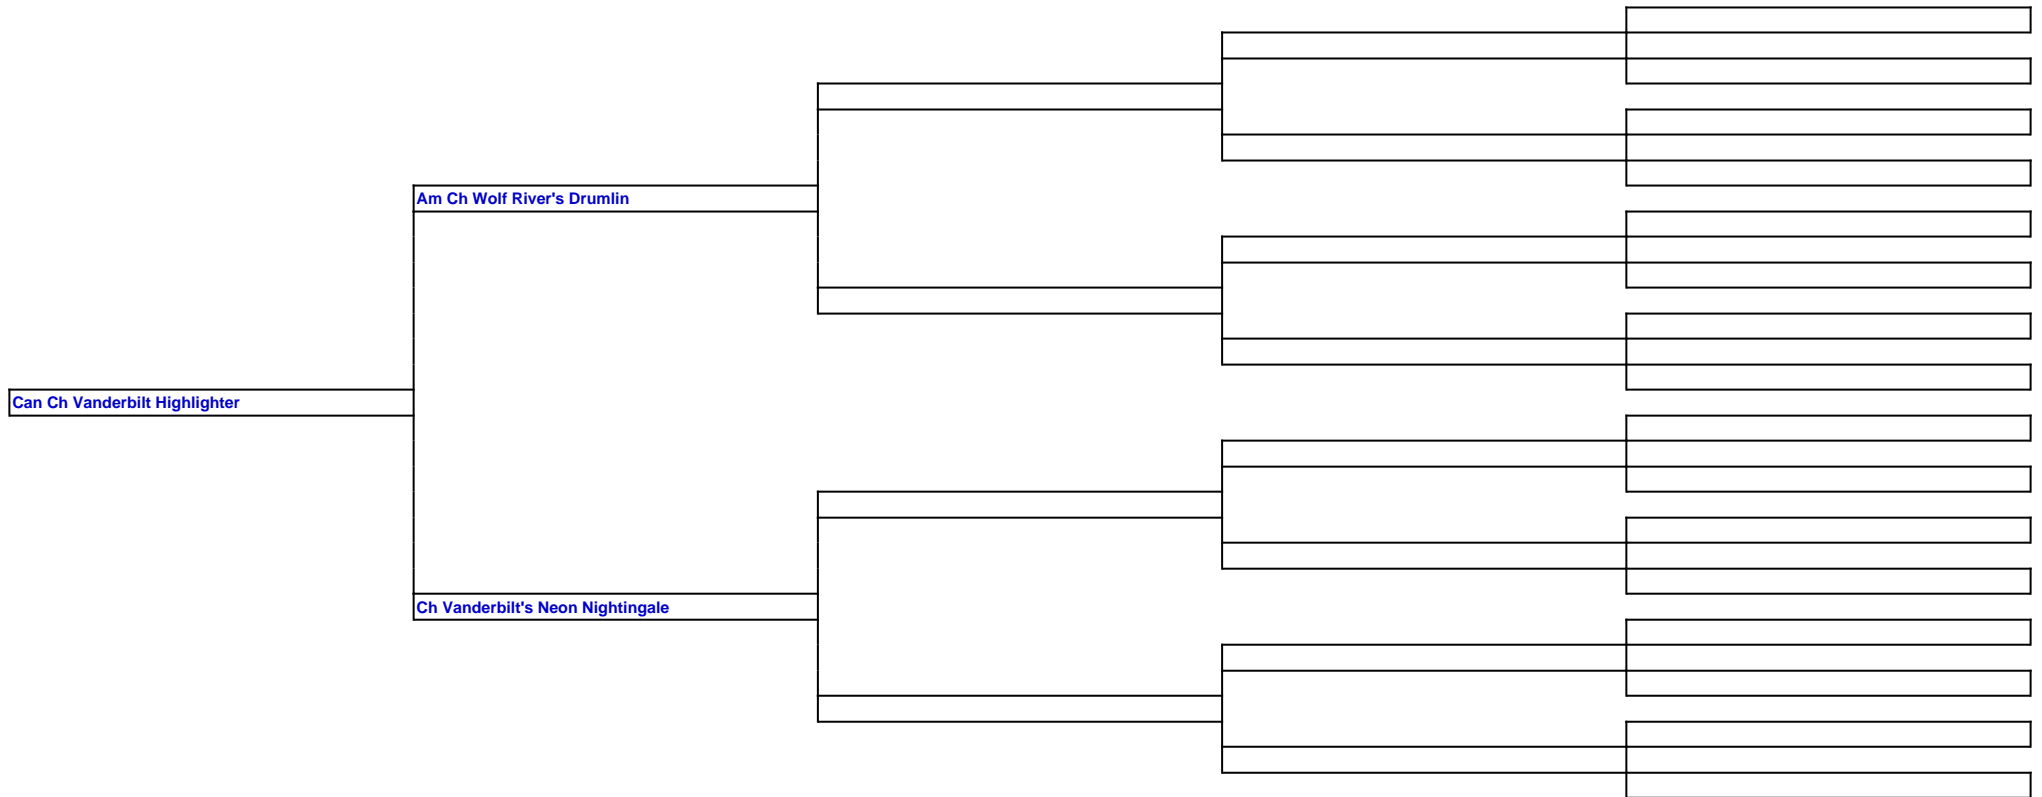 Am Ch Wolf River's Drumlin
Can Ch Vanderbilt Highlighter
Ch Vanderbilt's Neon Nightingale